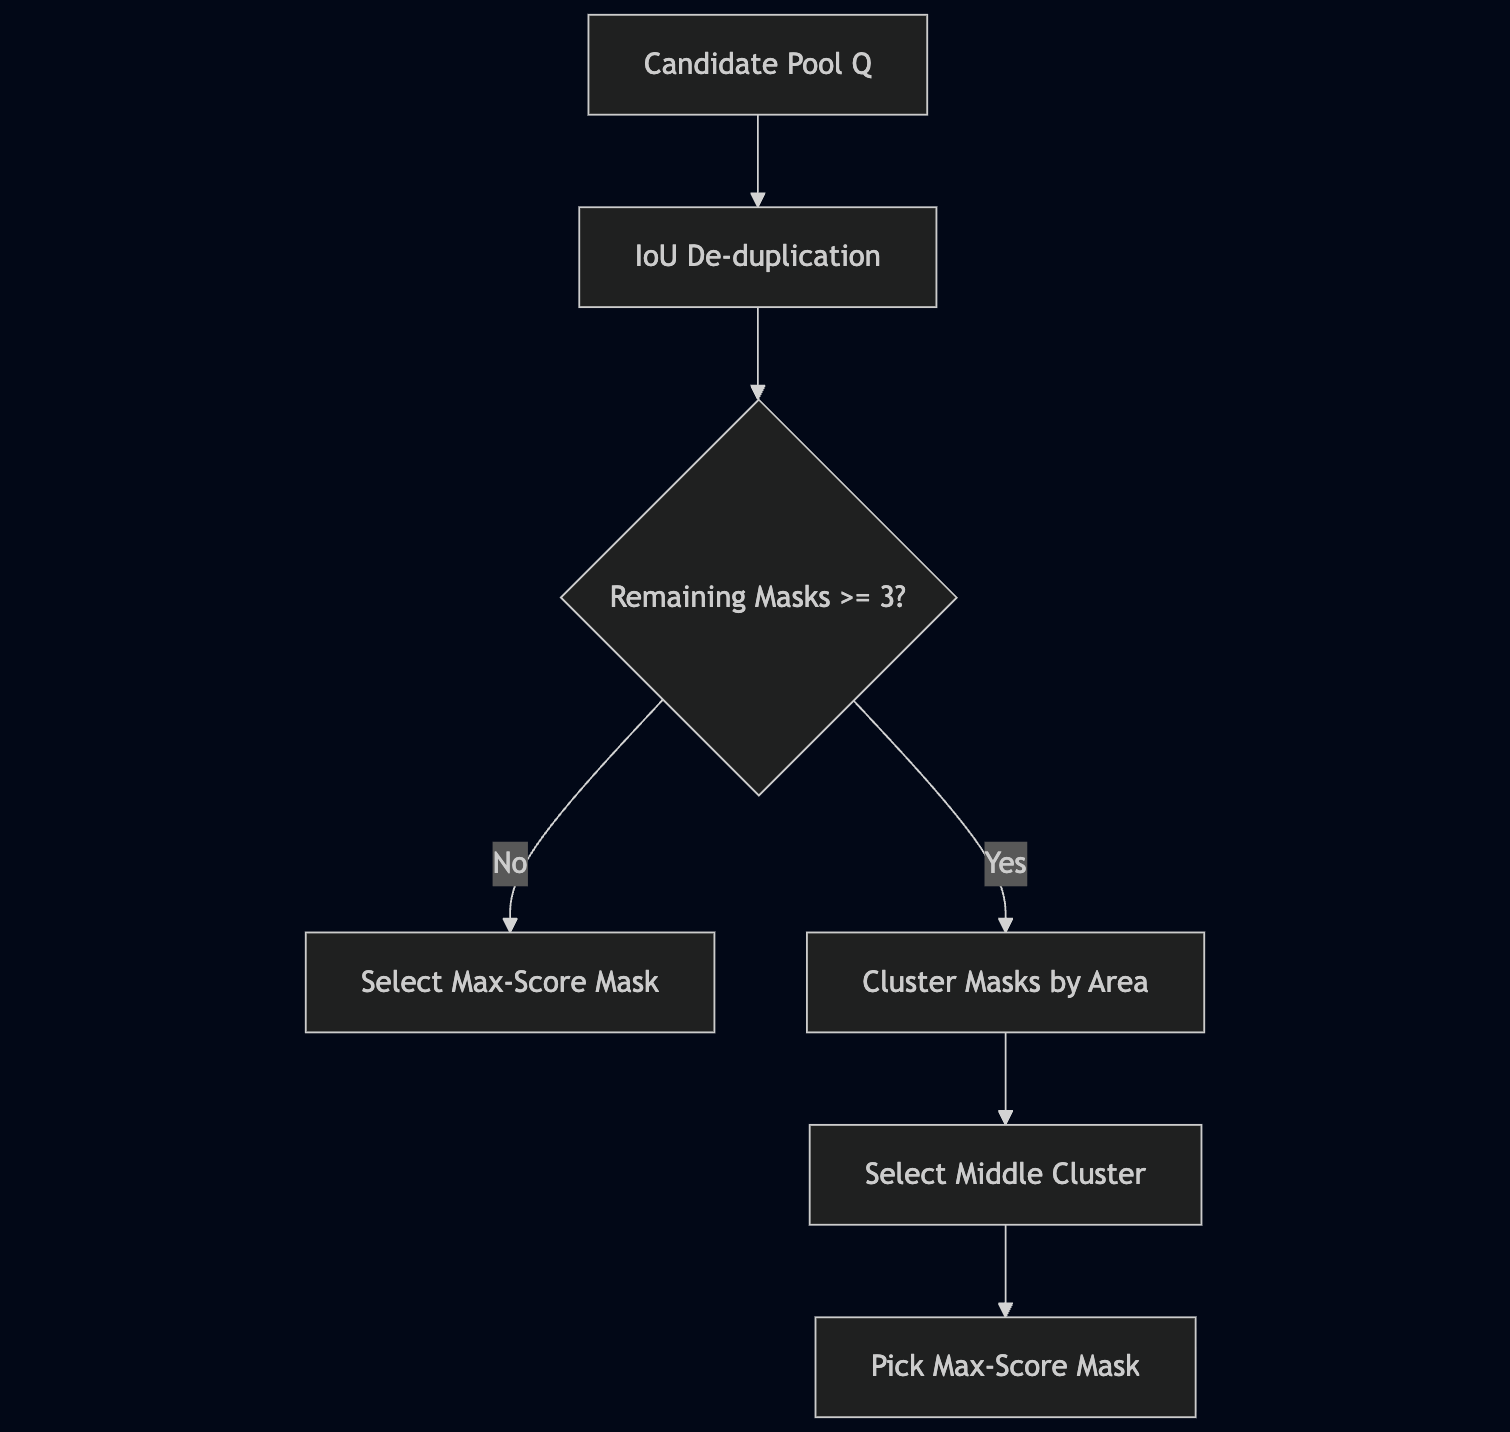 Candidate Pool Q
IoU De-duplication
Remaining Masks >= 3?
No
Yes
Select Max-Score Mask
Cluster Masks by Area
Select Middle Cluster
Pick Max-Score Mask